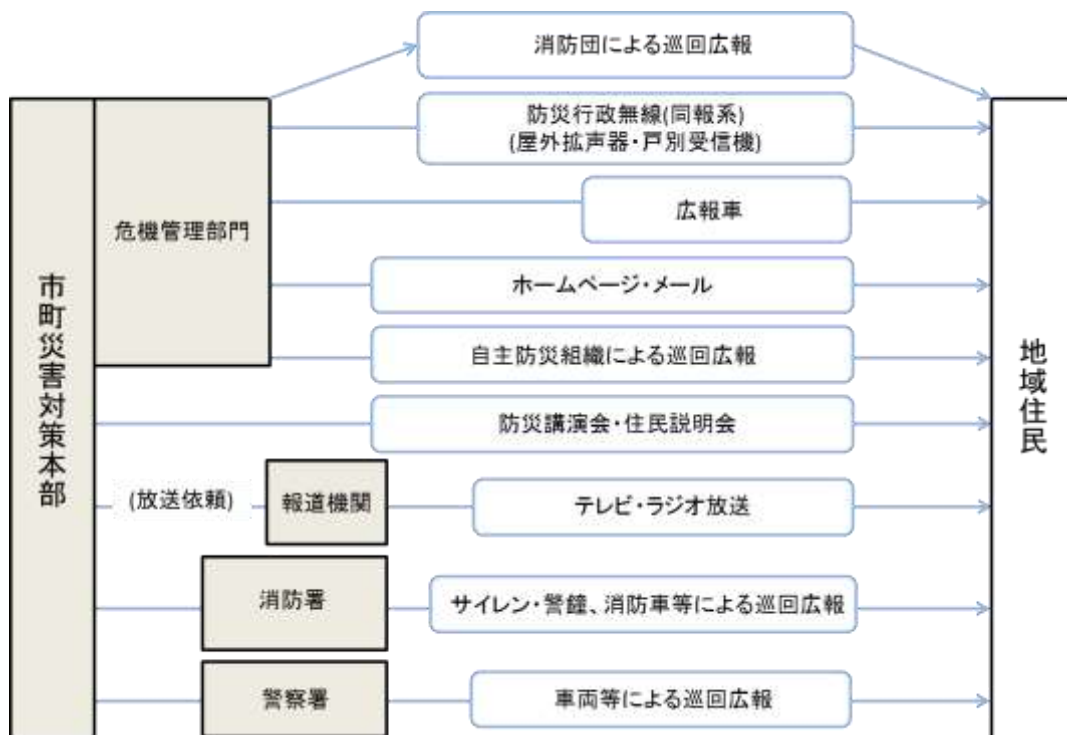 消防団による巡回広報
防災行政無線(同報系)
(屋外拡声器・戸別受信機)
広報車
危機管理部門
ホームページ・メール
市町災害対策本部
自主防災組織による巡回広報
地域住民
防災講演会・住民説明会
(放送依頼)
報道機関
テレビ・ラジオ放送
消防署
サイレン・警鐘、消防車等による巡回広報
警察署
車両等による巡回広報